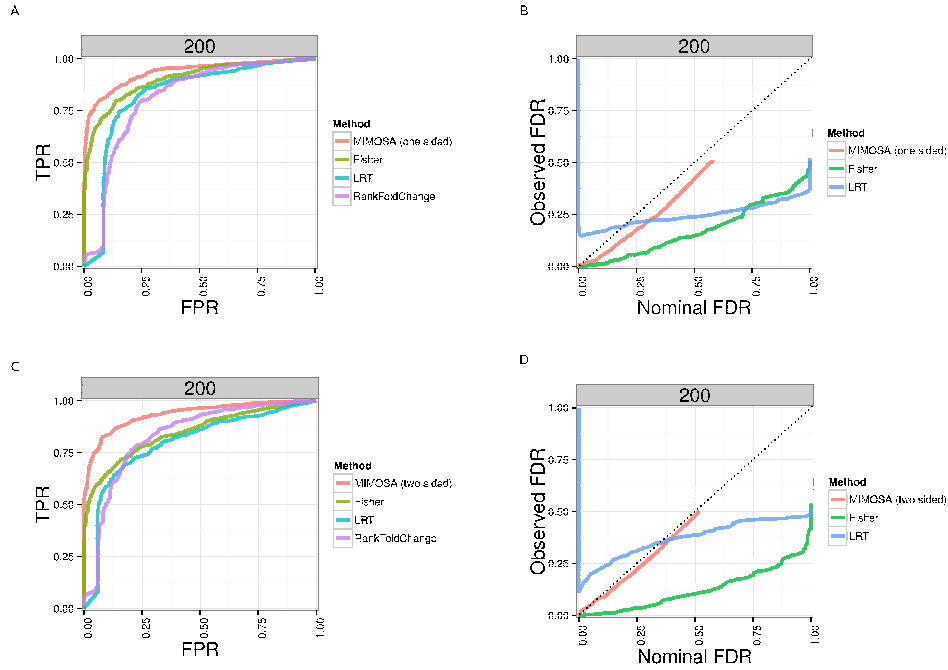 A
200
1.00
0.75
0.50
0.25
0.00
TPR
0.00
0.25
0.50
0.75
1.00
FPR
Method
MIMOSA (one sided)
Fisher
LRT
RankFoldChange
B
200
1.00
0.75
0.50
0.25
0.00
Observed FDR
0.00
0.25
0.50
0.75
1.00
Nominal FDR
Method
MIMOSA (one sided)
Fisher
LRT
C
200
1.00
0.75
0.50
0.25
0.00
TPR
0.00
0.25
0.50
0.75
1.00
FPR
Method
MIMOSA (two sided)
Fisher
LRT
RankFoldChange
D
200
1.00
0.75
0.50
0.25
0.00
Observed FDR
0.00
0.25
0.50
0.75
1.00
Nominal FDR
Method
MIMOSA (two sided)
Fisher
LRT